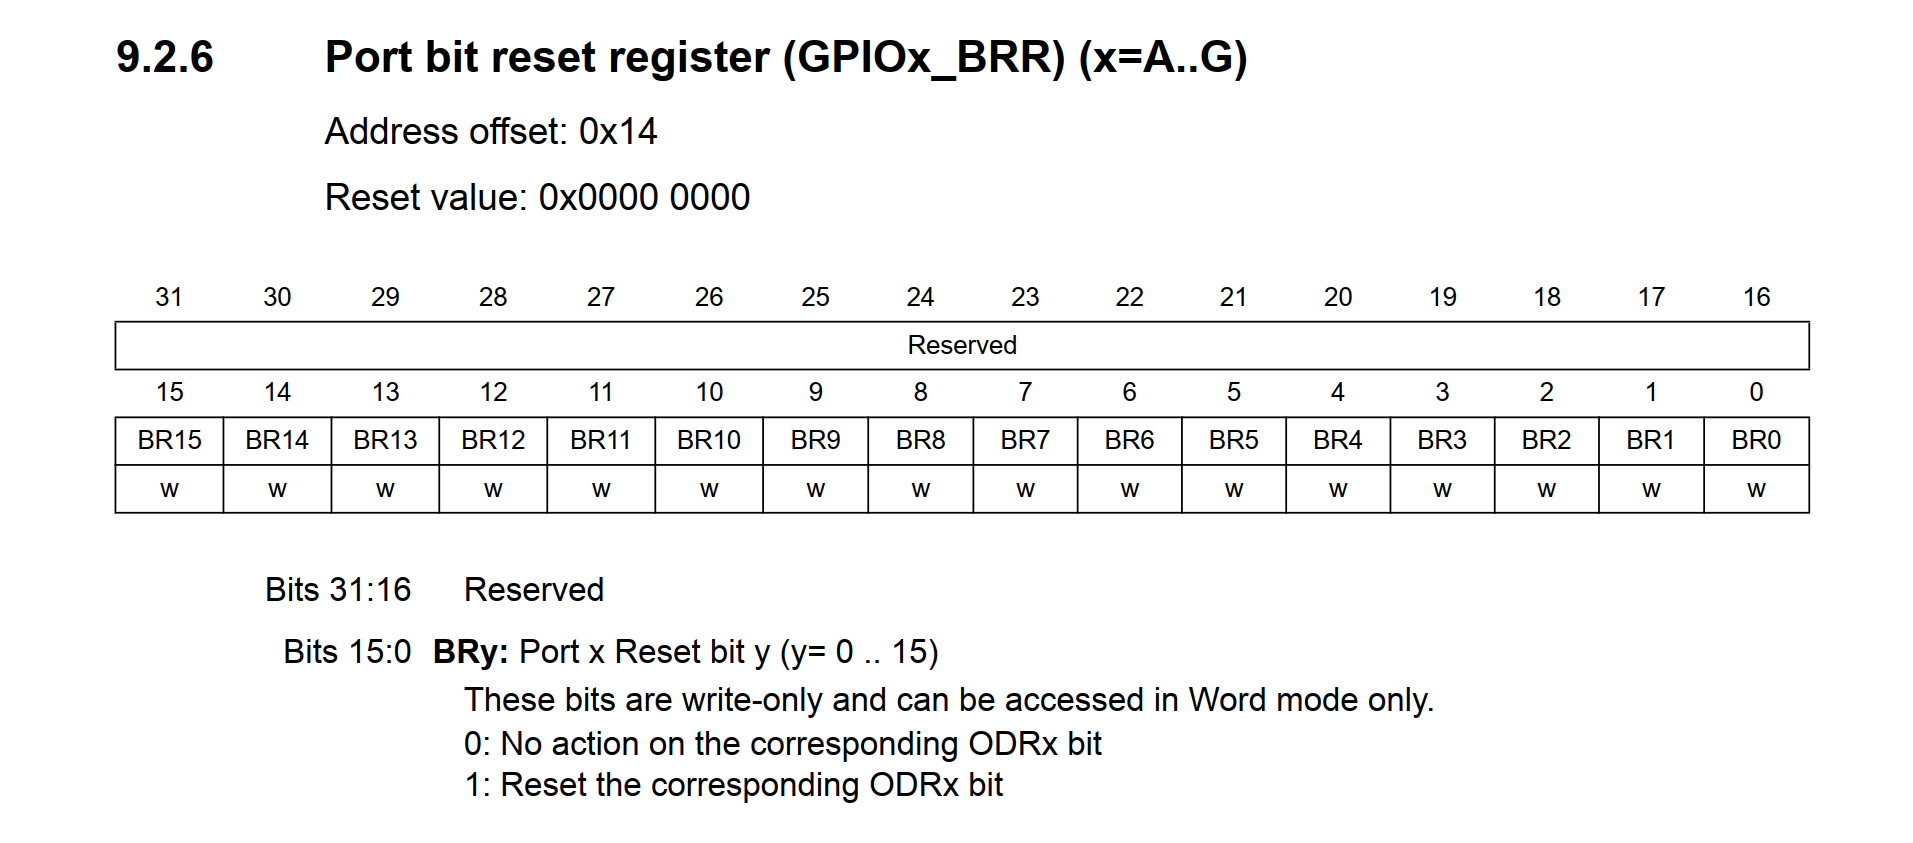 9.2.6 Port bit reset register (GPIOx_BRR) (x=A..G)
Address offset: 0x14
Reset value: 0x0000 0000
31 30 29 28 27 26 25 24 23 22 21 20 19 18 17 16
Reserved
15 14 13 12 11 10 9 8 7 6 5 4 3 2 1 0
BR15 BR14 BR13 BR12 BR11 BR10 BR9 BR8 BR7 BR6 BR5 BR4 BR3 BR2 BR1 BR0
w w w w w w w w w w w w w w w w
Bits 31:16 Reserved
Bits 15:0 BRy: Port x Reset bit y (y= 0 .. 15)
These bits are write-only and can be accessed in Word mode only.
0: No action on the corresponding ODRx bit
1: Reset the corresponding ODRx bit